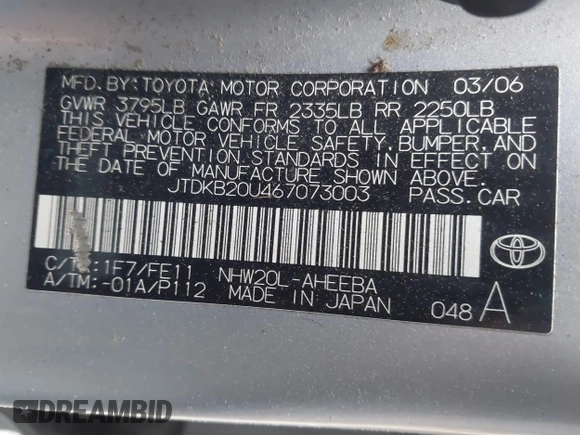 MFD. BY: TOYOTA MOTOR CORPORATION 03/06
GVWR 3795LB GAWR FR 2335LB RR 2250LB
THIS VEHICLE CONFORMS TO ALL APPLICABLE
FEDERAL MOTOR VEHICLE SAFETY, BUMPER, AND
THEFT PREVENTION STANDARDS IN EFFECT ON
THE DATE OF MANUFACTURE SHOWN ABOVE.
JTDKB20U467073003 PASS. CAR
C/TR: 1F7/FE11 NHW20L-AHEEBA
A/TM: -01A/P112 MADE IN JAPAN
TOYOTA
048 A
DREAMBID